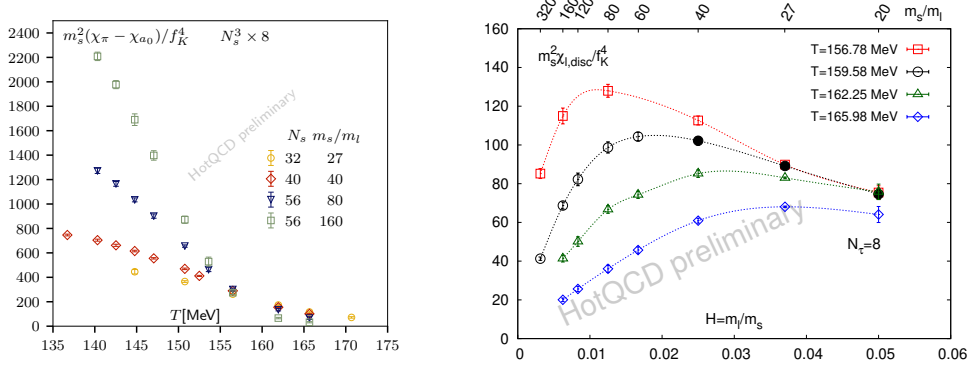 m_s^2(χ_π − χ_{a_0})/f_K^4 N_s^3 × 8
2400
2200
2000
1800
1600
1400
1200
1000
800
600
400
200
0
HotQCD preliminary
N_s m_s/m_l
32 27
40 40
56 80
56 160
T[MeV]
135 140 145 150 155 160 165 170 175
320 160 120 80 60 40 27 20 m_s/m_l
160
140
120
100
80
60
40
20
0
m_s^2χ_{l,disc}/f_K^4
T=156.78 MeV
T=159.58 MeV
T=162.25 MeV
T=165.98 MeV
HotQCD preliminary
N_τ=8
H=m_l/m_s
0 0.01 0.02 0.03 0.04 0.05 0.06